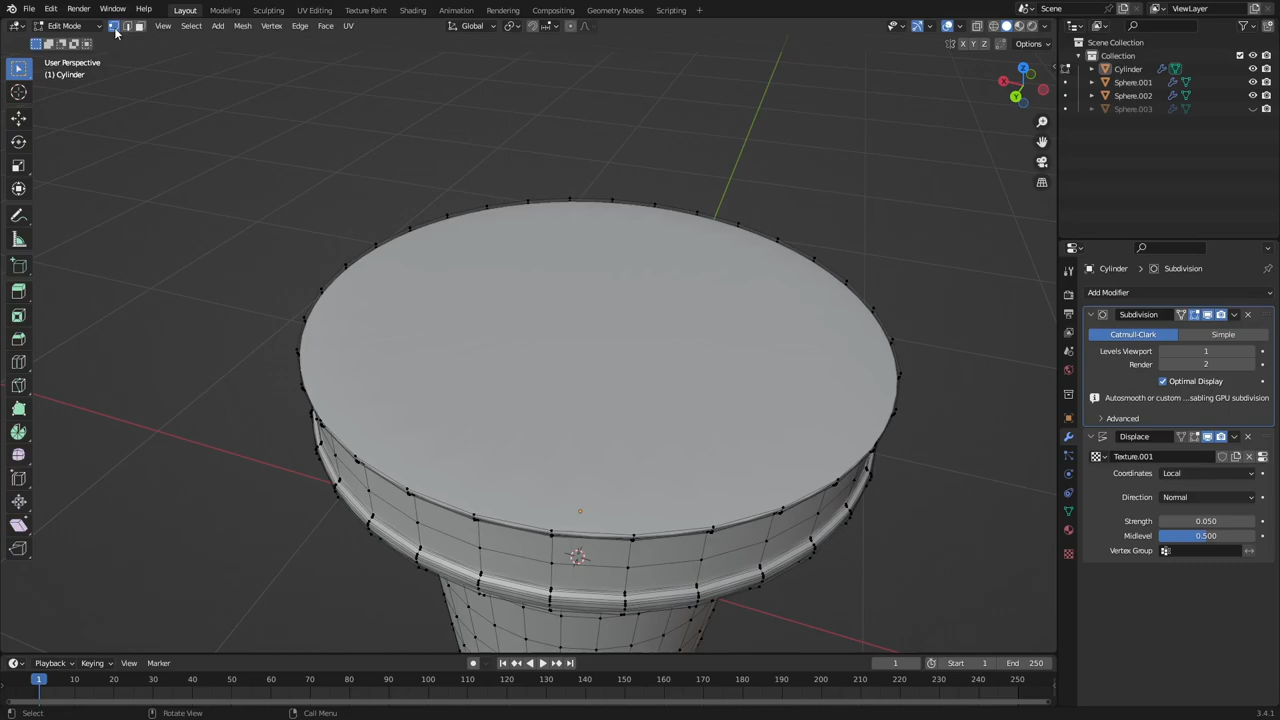 File Edit Render Window Help Layout Modeling Sculpting UV Editing Texture Paint Shading Animation Rendering Compositing Geometry Nodes Scripting Scene ViewLayer
Edit Mode View Select Add Mesh Vertex Edge Face UV Global
X Y Z Options
User Perspective
(1) Cylinder
Z
X
Y
Scene Collection
Collection
Cylinder
Sphere.001
Sphere.002
Sphere.003
Cylinder > Subdivision
Add Modifier
Subdivision
Catmull-Clark Simple
Levels Viewport 1
Render 2
Optimal Display
Autosmooth or custom ...sabling GPU subdivision
Advanced
Displace
Texture.001
Coordinates Local
Direction Normal
Strength 0.050
Midlevel 0.500
Vertex Group
Playback Keying View Marker 1 Start 1 End 250
1 10 20 30 40 50 60 70 80 90 100 110 120 130 140 150 160 170 180 190 200 210 220 230 240 250
Select Rotate View Call Menu 3.4.1